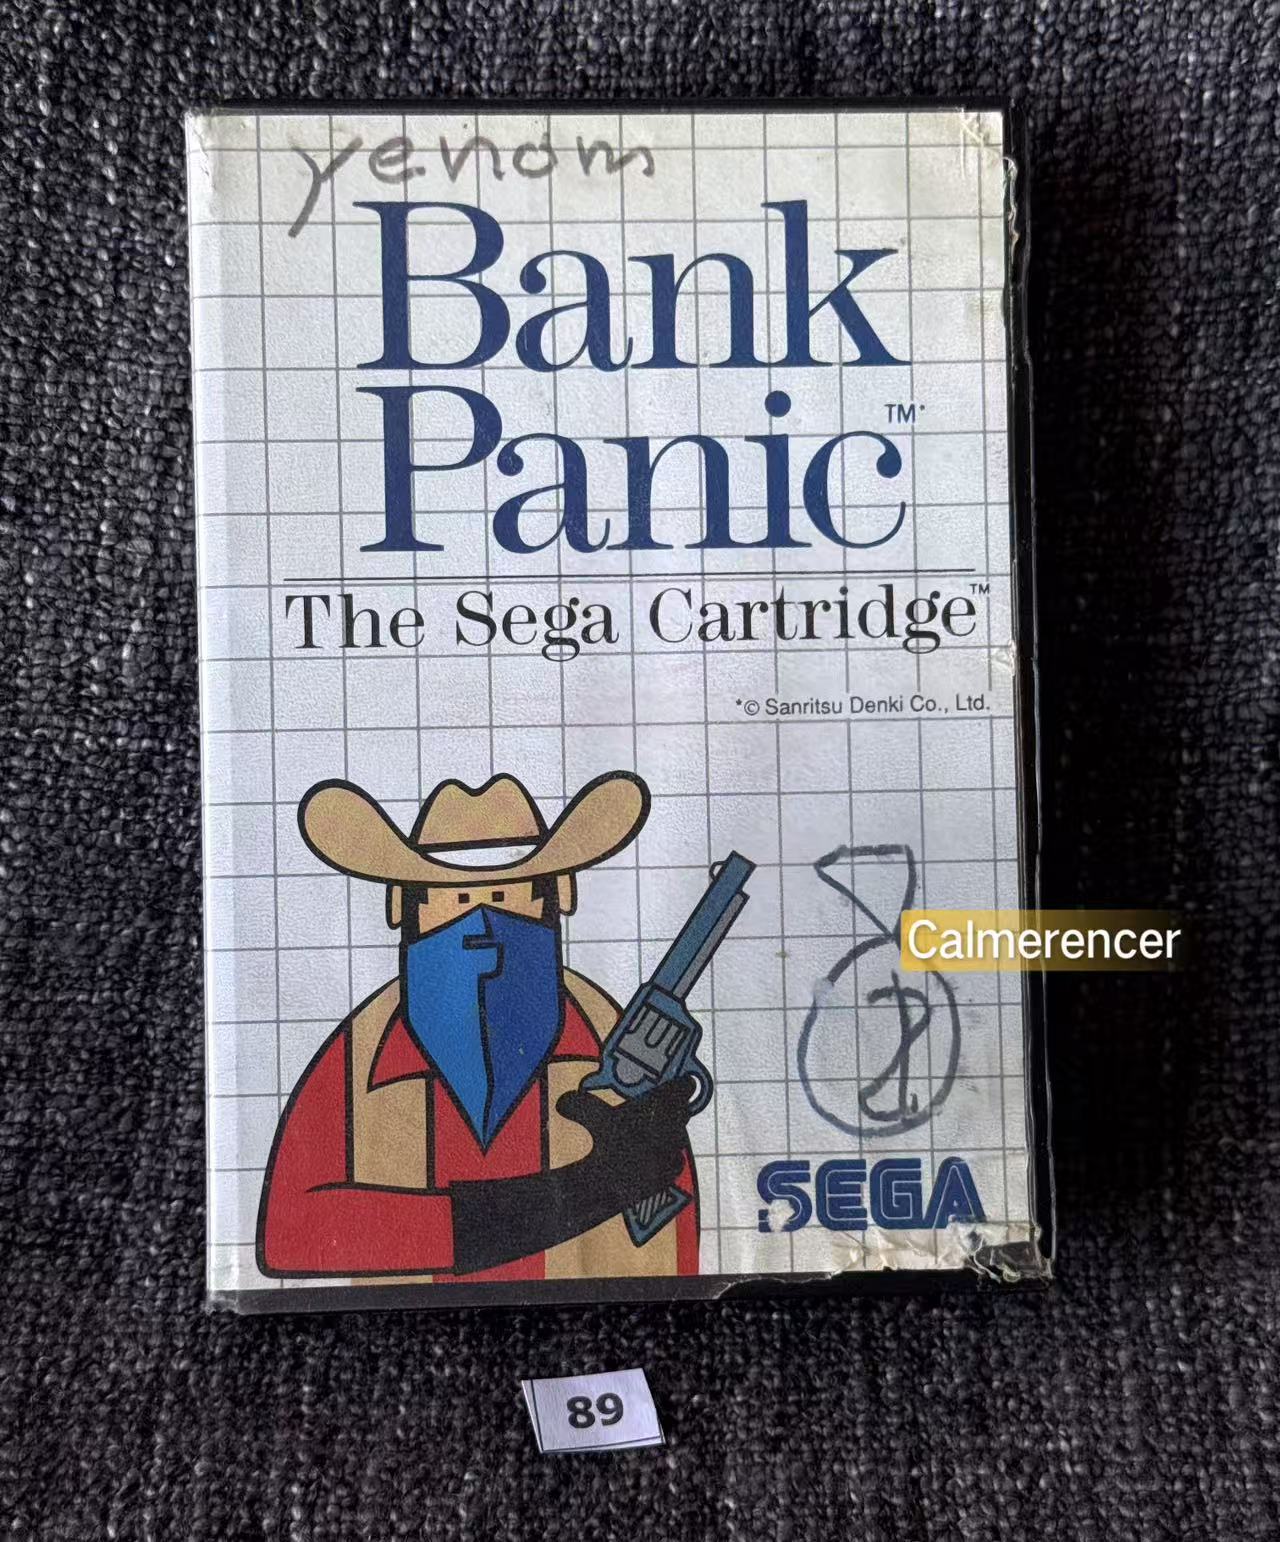 yenom
Bank
Panic™*
The Sega Cartridge™
*© Sanritsu Denki Co., Ltd.
Calmerencer
$
SEGA
89